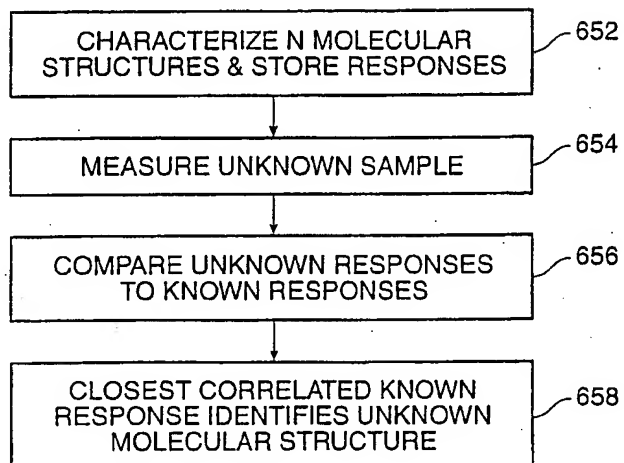 CHARACTERIZE N MOLECULAR
STRUCTURES & STORE RESPONSES
652
MEASURE UNKNOWN SAMPLE
654
COMPARE UNKNOWN RESPONSES
TO KNOWN RESPONSES
656
CLOSEST CORRELATED KNOWN
RESPONSE IDENTIFIES UNKNOWN
MOLECULAR STRUCTURE
658